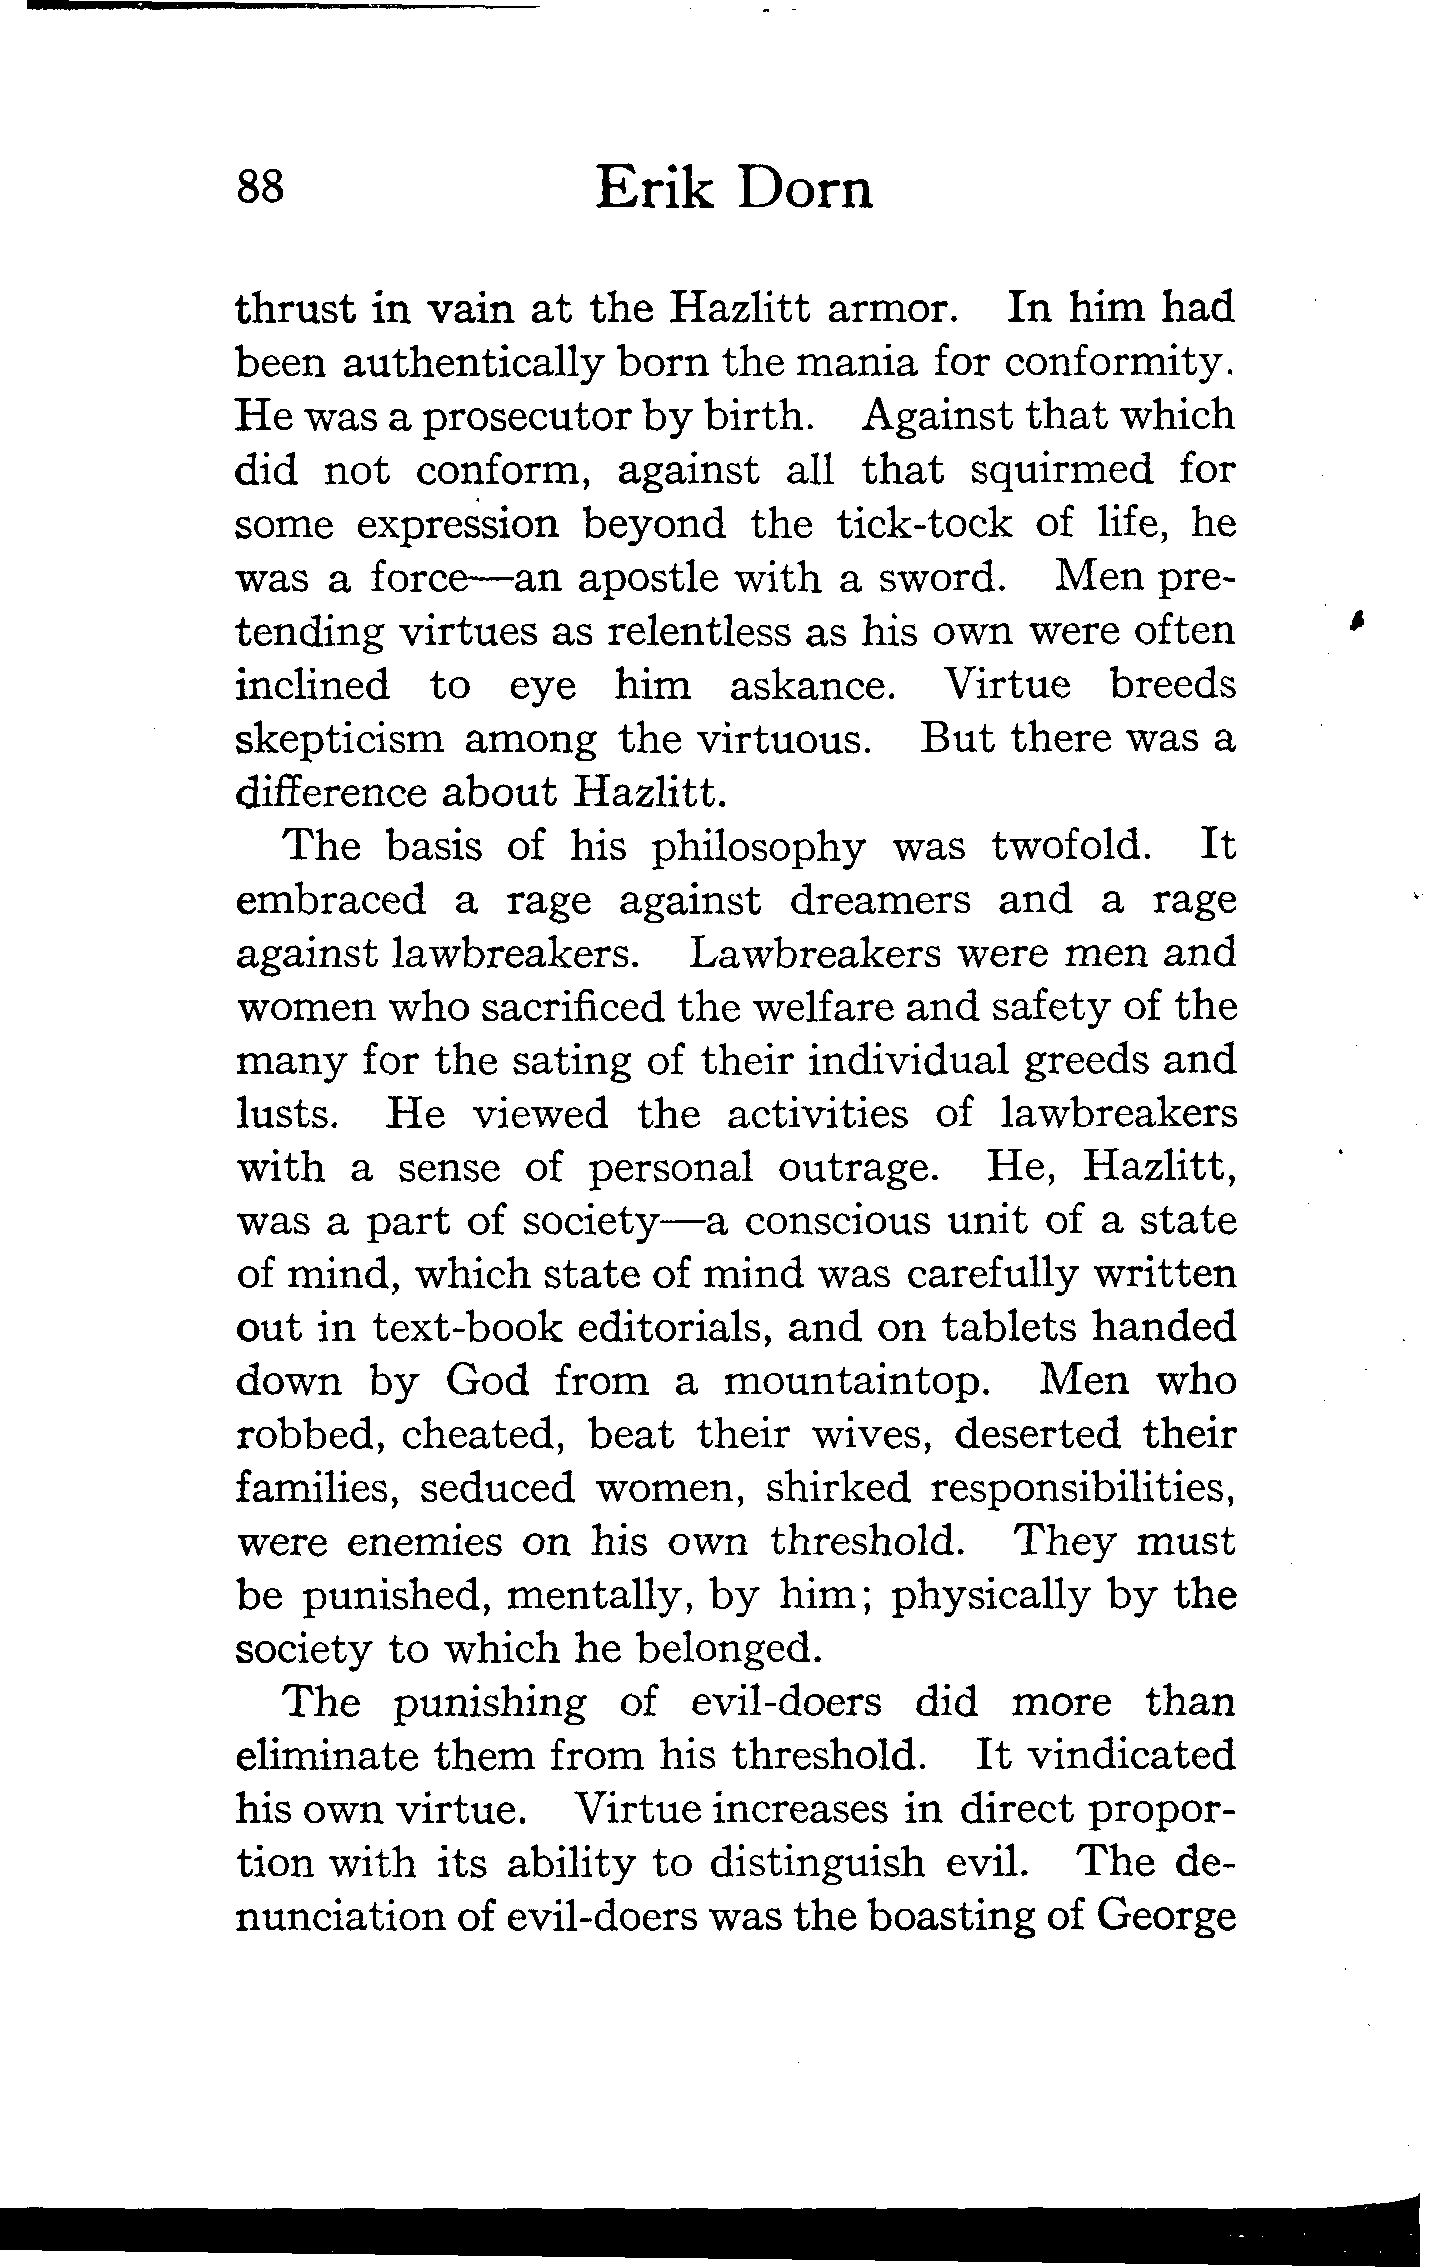 88 Erik Dorn
thrust in vain at the Hazlitt armor. In him had
been authentically born the mania for conformity.
He was a prosecutor by birth. Against that which
did not conform, against all that squirmed for
some expression beyond the tick-tock of life, he
was a force—an apostle with a sword. Men pre-
tending virtues as relentless as his own were often
inclined to eye him askance. Virtue breeds
skepticism among the virtuous. But there was a
difference about Hazlitt.
The basis of his philosophy was twofold. It
embraced a rage against dreamers and a rage
against lawbreakers. Lawbreakers were men and
women who sacrificed the welfare and safety of the
many for the sating of their individual greeds and
lusts. He viewed the activities of lawbreakers
with a sense of personal outrage. He, Hazlitt,
was a part of society—a conscious unit of a state
of mind, which state of mind was carefully written
out in text-book editorials, and on tablets handed
down by God from a mountaintop. Men who
robbed, cheated, beat their wives, deserted their
families, seduced women, shirked responsibilities,
were enemies on his own threshold. They must
be punished, mentally, by him; physically by the
society to which he belonged.
The punishing of evil-doers did more than
eliminate them from his threshold. It vindicated
his own virtue. Virtue increases in direct propor-
tion with its ability to distinguish evil. The de-
nunciation of evil-doers was the boasting of George